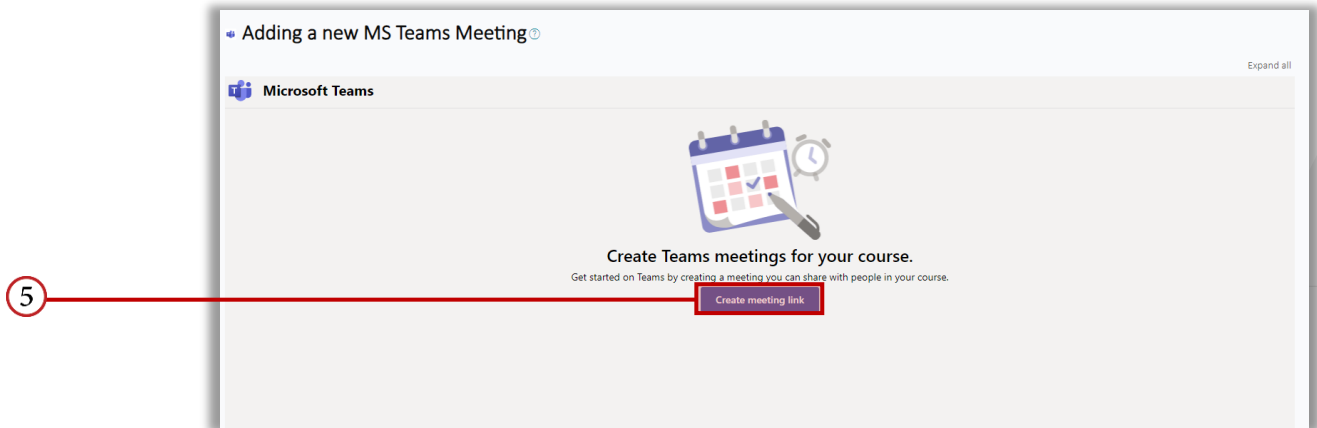 Adding a new MS Teams Meeting
Expand all
Microsoft Teams
Create Teams meetings for your course.
Get started on Teams by creating a meeting you can share with people in your course.
5
Create meeting link